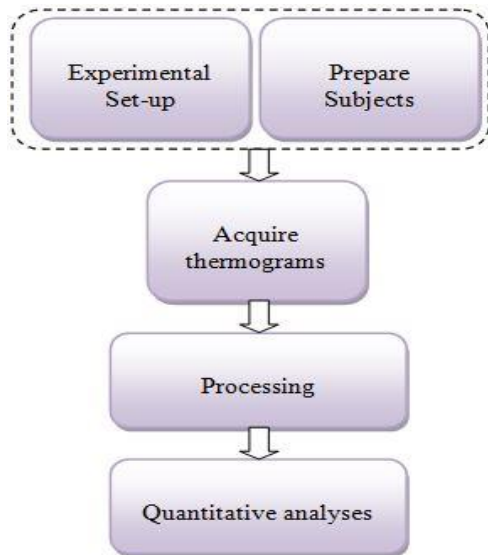 Experimental
Set-up
Prepare
Subjects
Acquire
thermograms
Processing
Quantitative analyses